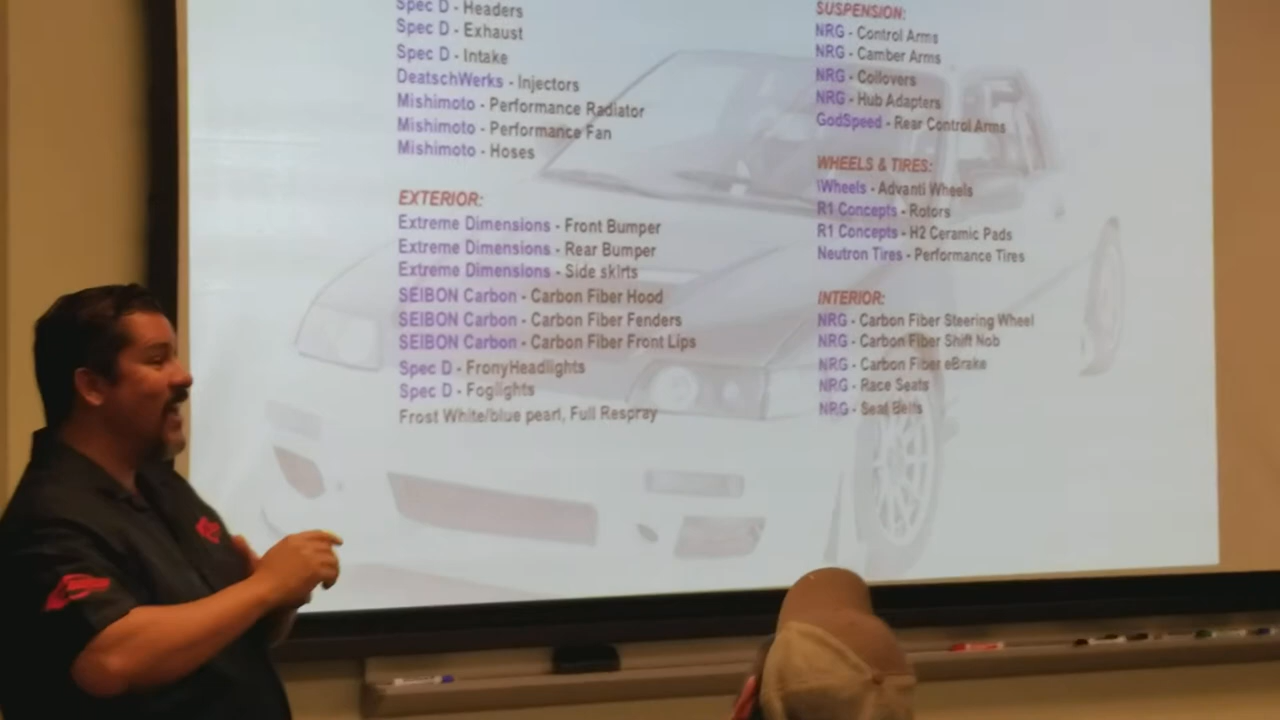 Spec D - Headers
Spec D - Exhaust
Spec D - Intake
DeatschWerks - Injectors
Mishimoto - Performance Radiator
Mishimoto - Performance Fan
Mishimoto - Hoses
EXTERIOR:
Extreme Dimensions - Front Bumper
Extreme Dimensions - Rear Bumper
Extreme Dimensions - Side skirts
SEIBON Carbon - Carbon Fiber Hood
SEIBON Carbon - Carbon Fiber Fenders
SEIBON Carbon - Carbon Fiber Front Lips
Spec D - FronyHeadlights
Spec D - Foglights
Frost White/blue pearl, Full Respray
SUSPENSION:
NRG - Control Arms
NRG - Camber Arms
NRG - Coilovers
NRG - Hub Adapters
GodSpeed - Rear Control Arms
WHEELS & TIRES:
iWheels - Advanti Wheels
R1 Concepts - Rotors
R1 Concepts - H2 Ceramic Pads
Neutron Tires - Performance Tires
INTERIOR:
NRG - Carbon Fiber Steering Wheel
NRG - Carbon Fiber Shift Nob
NRG - Carbon Fiber eBrake
NRG - Race Seats
NRG - Seat Belts